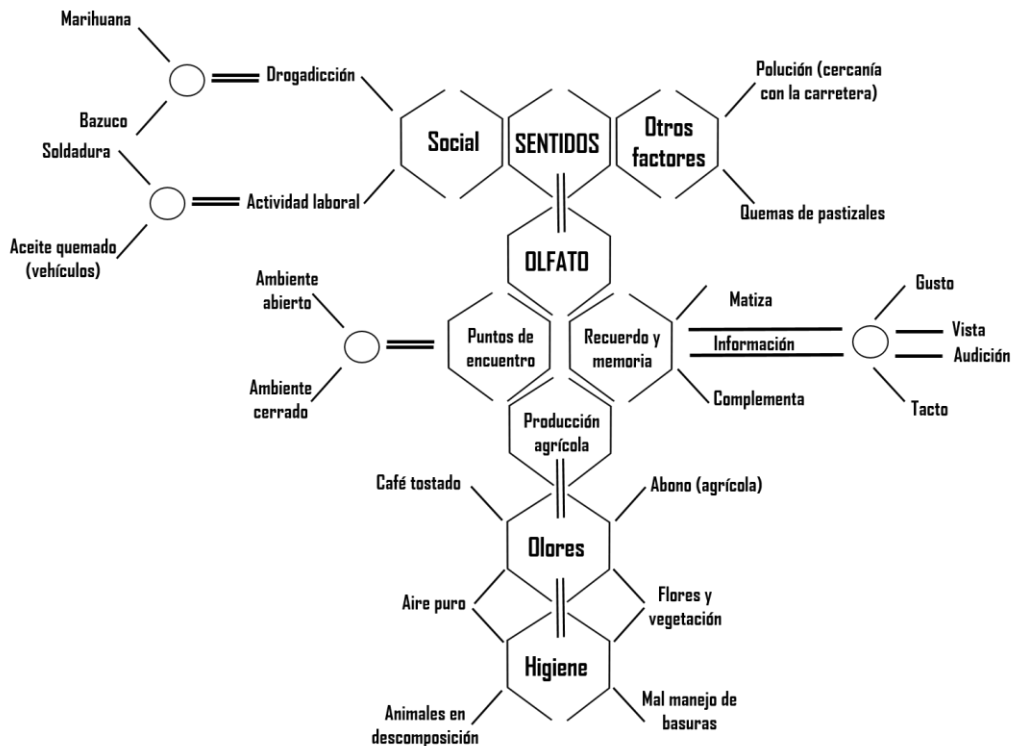 Marihuana
Drogadicción
Bazuco
Soldadura
Actividad laboral
Aceite quemado
(vehículos)
Social
SENTIDOS
Otros
factores
Polución (cercanía
con la carretera)
Quemas de pastizales
OLFATO
Ambiente
abierto
Puntos de
encuentro
Ambiente
cerrado
Recuerdo y
memoria
Matiza
Información
Complementa
Gusto
Vista
Audición
Tacto
Producción
agrícola
Café tostado
Abono (agrícola)
Olores
Aire puro
Flores y
vegetación
Higiene
Animales en
descomposición
Mal manejo de
basuras